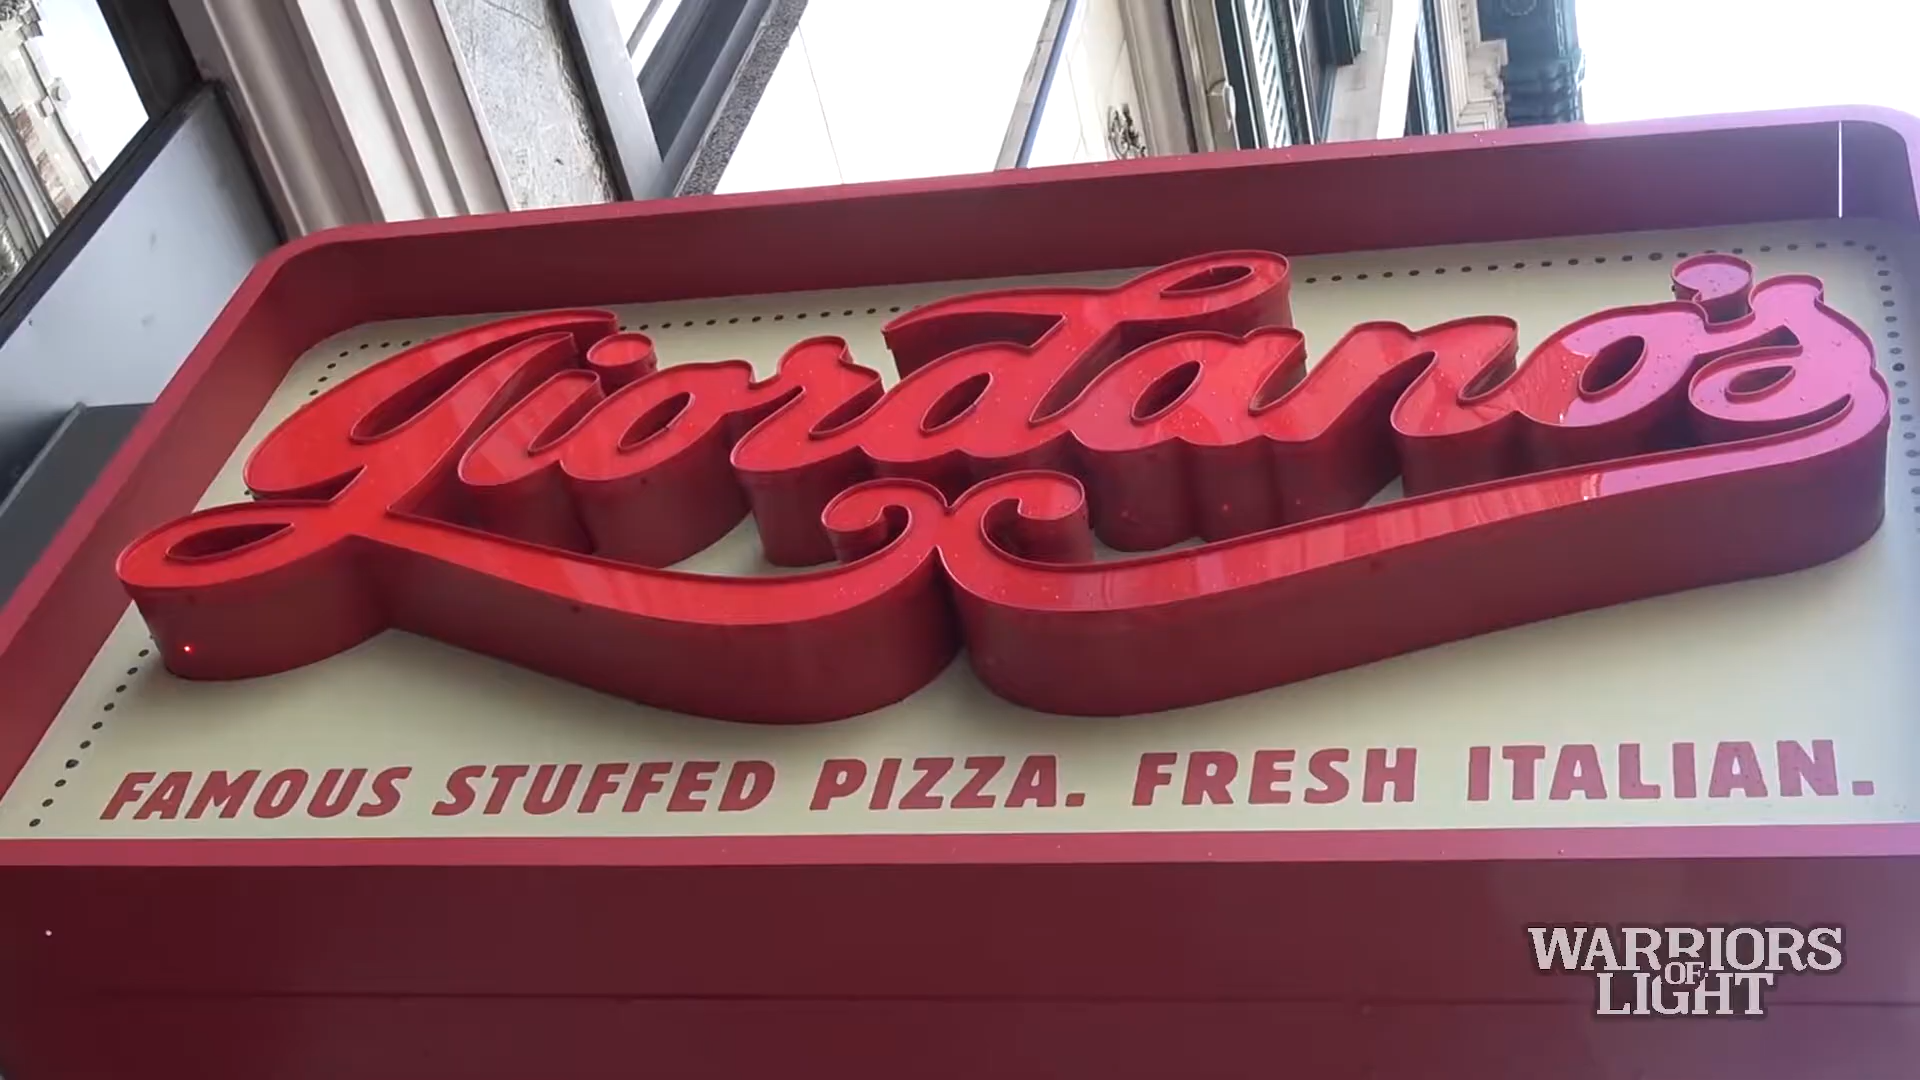 Giordano's
FAMOUS STUFFED PIZZA. FRESH ITALIAN.
WARRIORS
OF
LIGHT